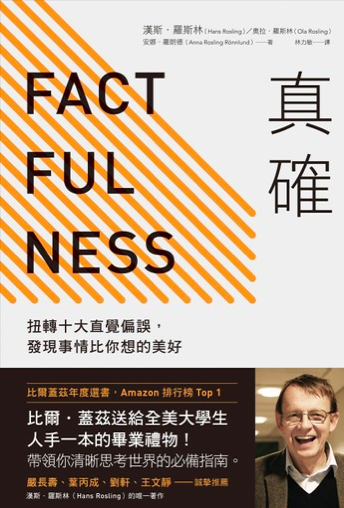 漢斯．羅斯林（Hans Rosling）／奧拉．羅斯林（Ola Rosling）
安娜．羅朗德（Anna Rosling Rönnlund）——著 林力敏——譯
FACT
FUL
NESS
真確
扭轉十大直覺偏誤，
發現事情比你想的美好
比爾蓋茲年度選書，Amazon 排行榜 Top 1
比爾．蓋茲送給全美大學生
人手一本的畢業禮物！
帶領你清晰思考世界的必備指南。
嚴長壽、葉丙成、劉軒、王文靜——誠摯推薦
漢斯．羅斯林（Hans Rosling）的唯一著作